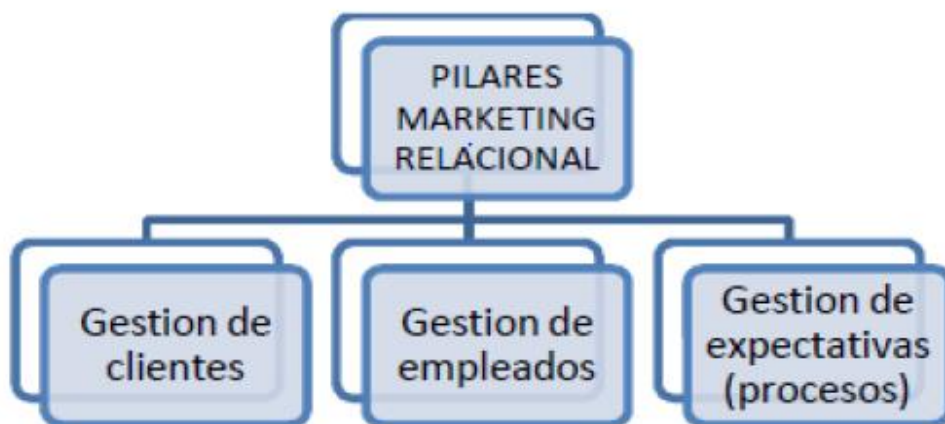 PILARES
MARKETING
RELACIONAL
Gestion de
clientes
Gestion de
empleados
Gestion de
expectativas
(procesos)